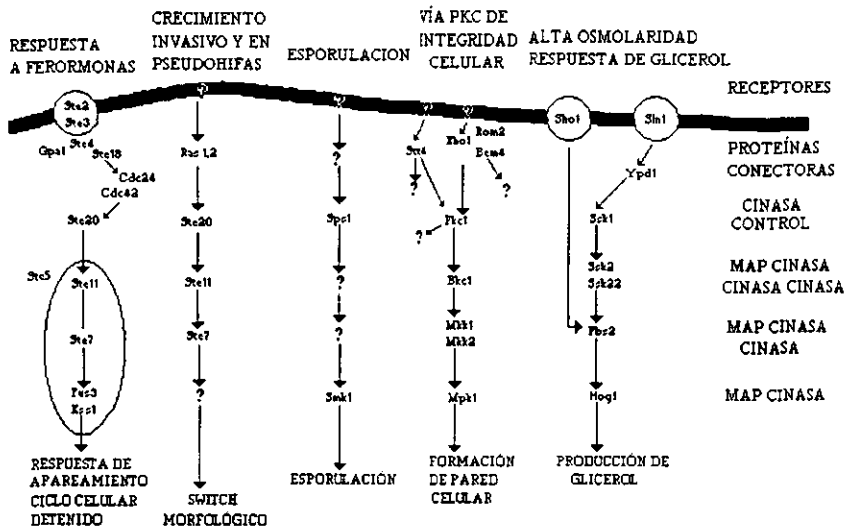 RESPUESTA
A FERORMONAS
CRECIMIENTO
INVASIVO Y EN
PSEUDOHIFAS
ESPORULACION
VÍA PKC DE
INTEGRIDAD
CELULAR
ALTA OSMOLARIDAD
RESPUESTA DE GLICEROL
RECEPTORES
Ste2
Ste3
?
?
?
?
Sho1
Sln1
Gpa1
Ste4
Ste18
Cdc24
Cdc42
Ras 1,2
?
Stt4
?
Rho1
Rom2
Bem4
?
Ypd1
PROTEÍNAS
CONECTORAS
Ste20
Ste20
Sps1
Pkc1
?
Ssk1
CINASA
CONTROL
Ste5
Ste11
Ste11
?
Bkc1
Ssk2
Ssk22
MAP CINASA
CINASA CINASA
Ste7
Ste7
?
Mkk1
Mkk2
Pbs2
MAP CINASA
CINASA
Fus3
Kss1
?
Smk1
Mpk1
Hog1
MAP CINASA
RESPUESTA DE
APAREAMIENTO
CICLO CELULAR
DETENIDO
SWITCH
MORFOLÓGICO
ESPORULACIÓN
FORMACIÓN
DE PARED
CELULAR
PRODUCCIÓN DE
GLICEROL